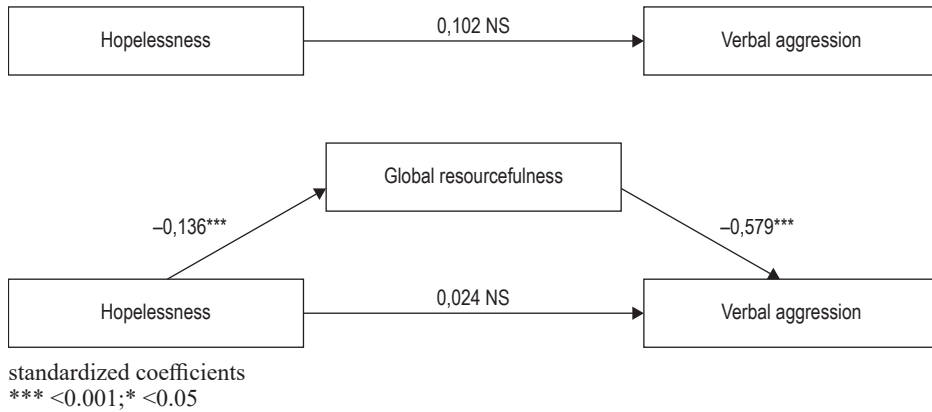 0,102 NS
Hopelessness
Verbal aggression
Global resourcefulness
–0,136***
–0,579***
0,024 NS
Hopelessness
Verbal aggression
standardized coefficients
*** <0.001;* <0.05